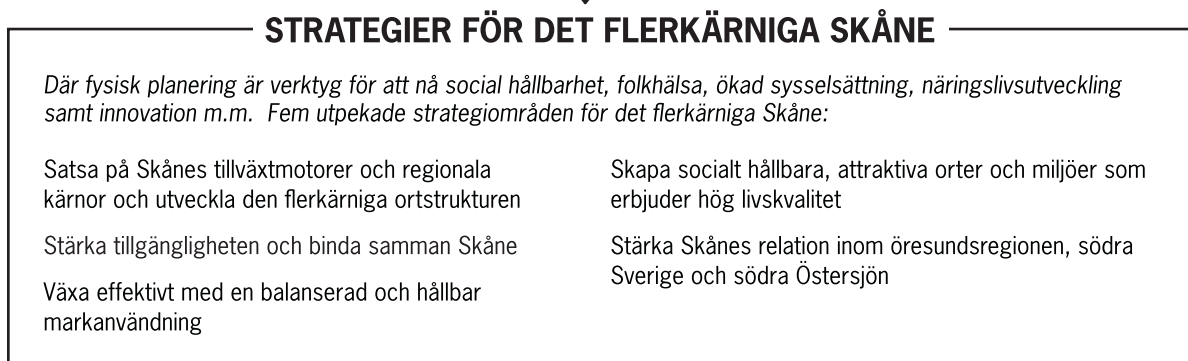 STRATEGIER FÖR DET FLERKÄRNIGA SKÅNE
Där fysisk planering är verktyg för att nå social hållbarhet, folkhälsa, ökad sysselsättning, näringslivsutveckling
samt innovation m.m. Fem utpekade strategiområden för det flerkärniga Skåne:
Satsa på Skånes tillväxtmotorer och regionala
kärnor och utveckla den flerkärniga ortstrukturen
Stärka tillgängligheten och binda samman Skåne
Växa effektivt med en balanserad och hållbar
markanvändning
Skapa socialt hållbara, attraktiva orter och miljöer som
erbjuder hög livskvalitet
Stärka Skånes relation inom öresundsregionen, södra
Sverige och södra Östersjön